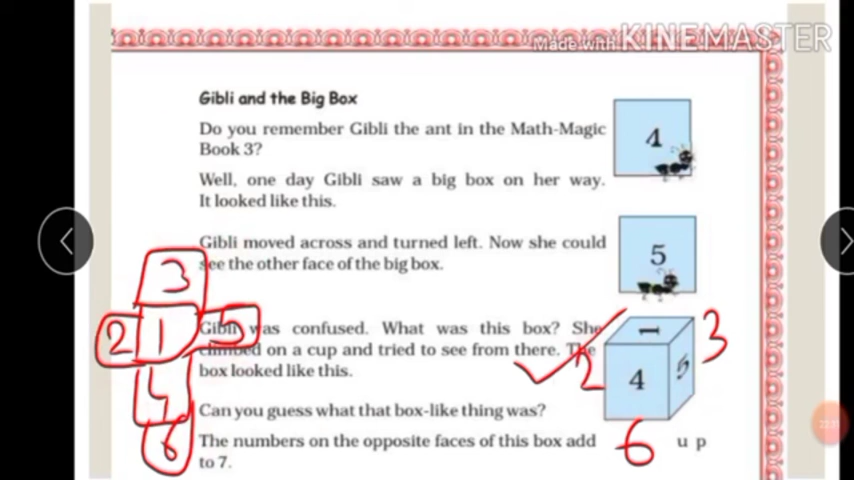 Made with KINEMASTER
Gibli and the Big Box
Do you remember Gibli the ant in the Math-Magic
Book 3?
4
Well, one day Gibli saw a big box on her way.
It looked like this.
Gibli moved across and turned left. Now she could
see the other face of the big box.
5
3
2 1 5
4
6
Gibli was confused. What was this box? She
climbed on a cup and tried to see from there. The
box looked like this.
1
2 4 5 3
6
Can you guess what that box-like thing was?
The numbers on the opposite faces of this box add u p
to 7.